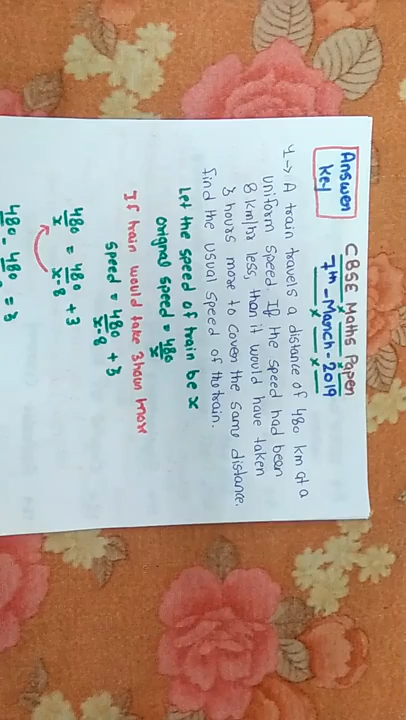 Answer
Key
CBSE Maths Paper
7th March - 2019
1→ A train travels a distance of 480 km at a
uniform speed. If the speed had been
8 km/hr less, then it would have taken
3 hours more to cover the same distance.
find the usual speed of the train.
Let the speed of train be x
original speed = 480/x
If train would take 3 hour more
speed = 480/x-8 + 3
480/x = 480/x-8 + 3
480 - 480 = 3